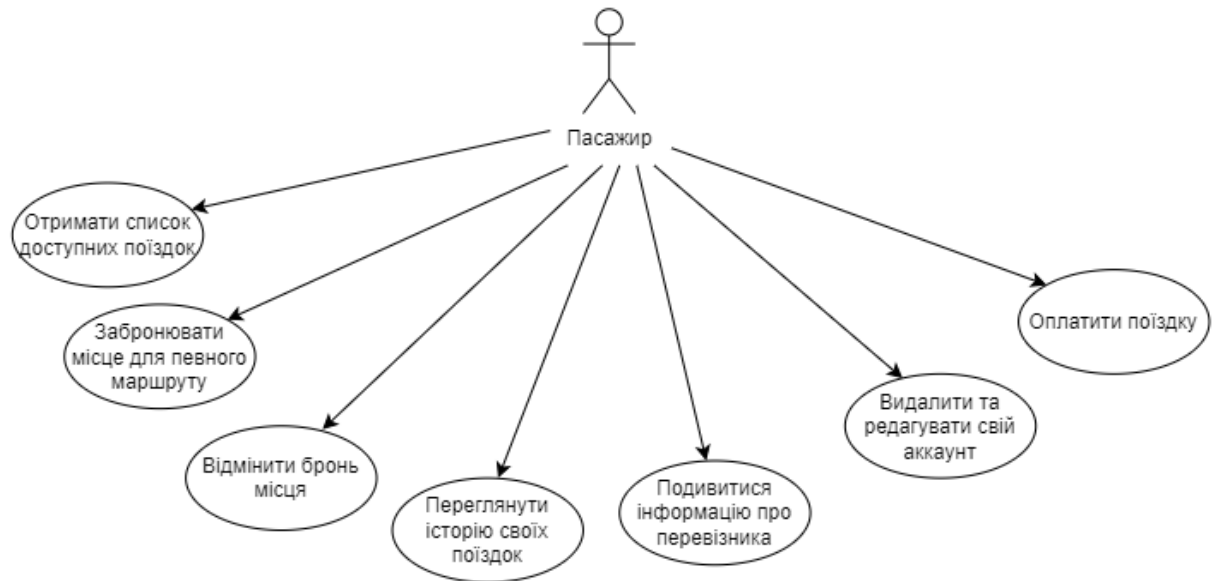 Пасажир
Отримати список
доступних поїздок
Забронювати
місце для певного
маршруту
Відмінити бронь
місця
Переглянути
історію своїх
поїздок
Подивитися
інформацію про
перевізника
Видалити та
редагувати свій
аккаунт
Оплатити поїздку